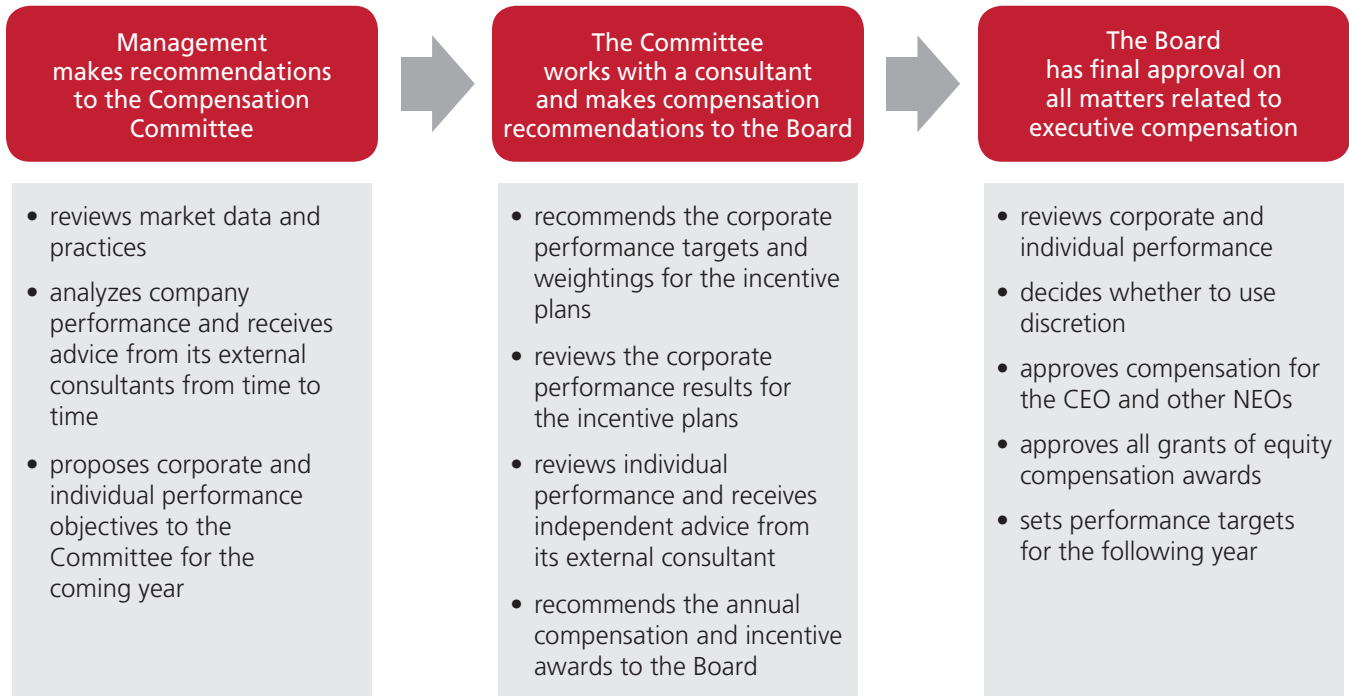 Management
makes recommendations
to the Compensation
Committee
• reviews market data and
practices
• analyzes company
performance and receives
advice from its external
consultants from time to
time
• proposes corporate and
individual performance
objectives to the
Committee for the
coming year
The Committee
works with a consultant
and makes compensation
recommendations to the Board
• recommends the corporate
performance targets and
weightings for the incentive
plans
• reviews the corporate
performance results for
the incentive plans
• reviews individual
performance and receives
independent advice from
its external consultant
• recommends the annual
compensation and incentive
awards to the Board
The Board
has final approval on
all matters related to
executive compensation
• reviews corporate and
individual performance
• decides whether to use
discretion
• approves compensation for
the CEO and other NEOs
• approves all grants of equity
compensation awards
• sets performance targets
for the following year